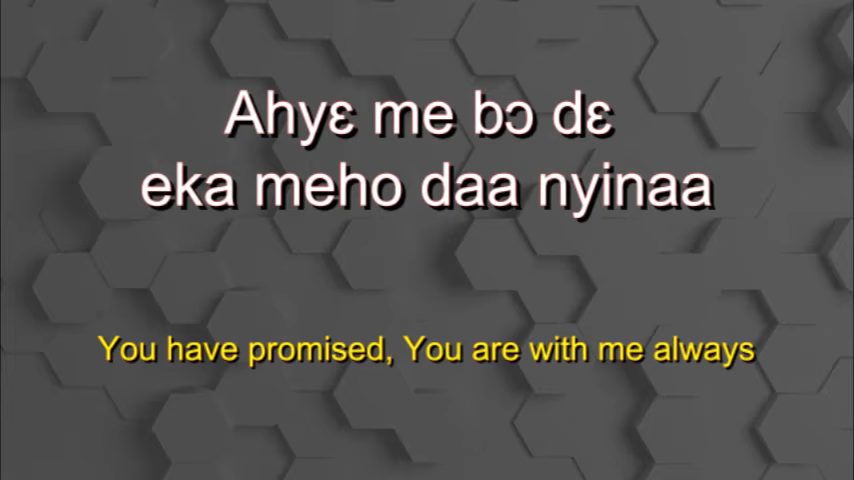 Ahyɛ me bɔ dɛ
eka meho daa nyinaa
You have promised, You are with me always